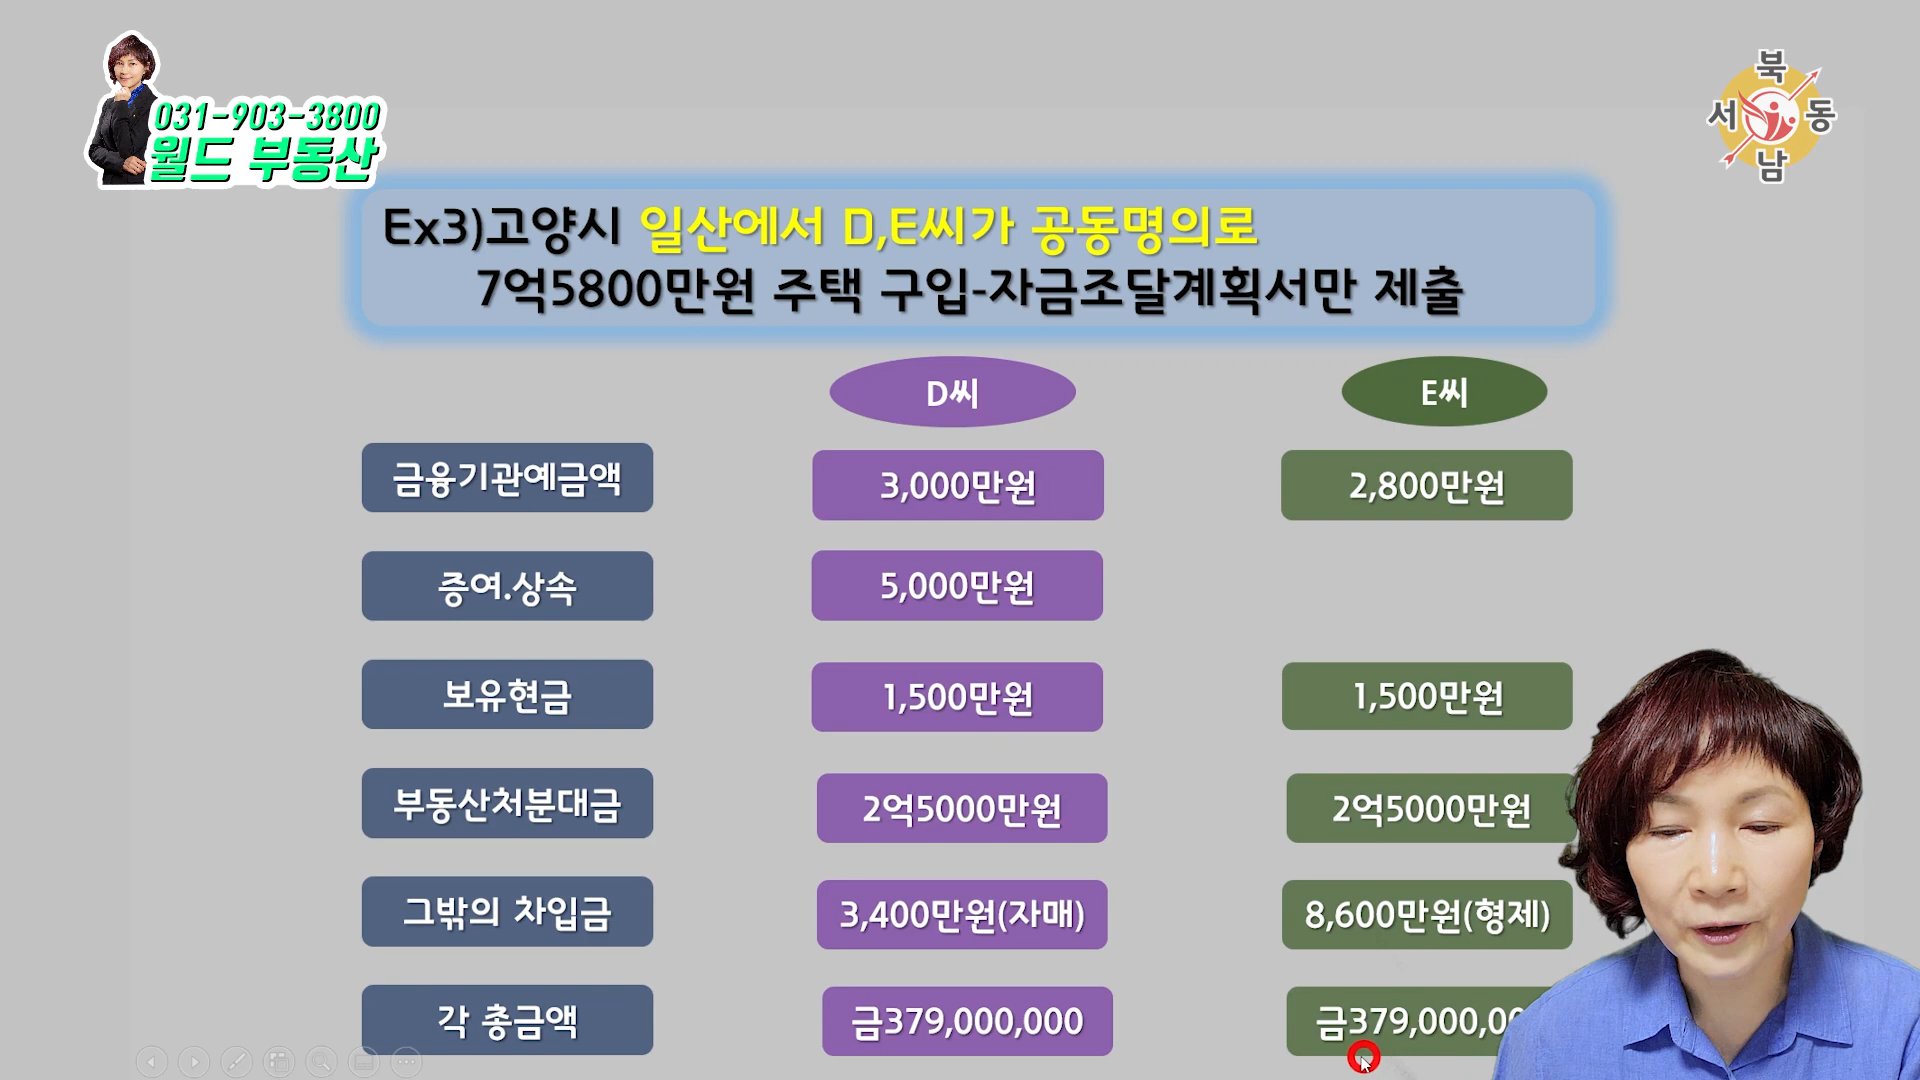 031-903-3800
월드 부동산
북
서 동
남
Ex3)고양시 일산에서 D,E씨가 공동명의로
7억5800만원 주택 구입-자금조달계획서만 제출
D씨 E씨
금융기관예금액 3,000만원 2,800만원
증여.상속 5,000만원
보유현금 1,500만원 1,500만원
부동산처분대금 2억5000만원 2억5000만원
그밖의 차입금 3,400만원(자매) 8,600만원(형제)
각 총금액 금379,000,000 금379,000,00